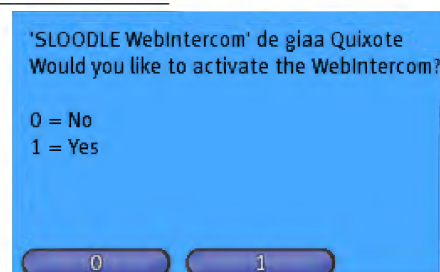 'SLOODLE WebIntercom' de giaa Quixote
Would you like to activate the WebIntercom?
0 = No
1 = Yes
0 1